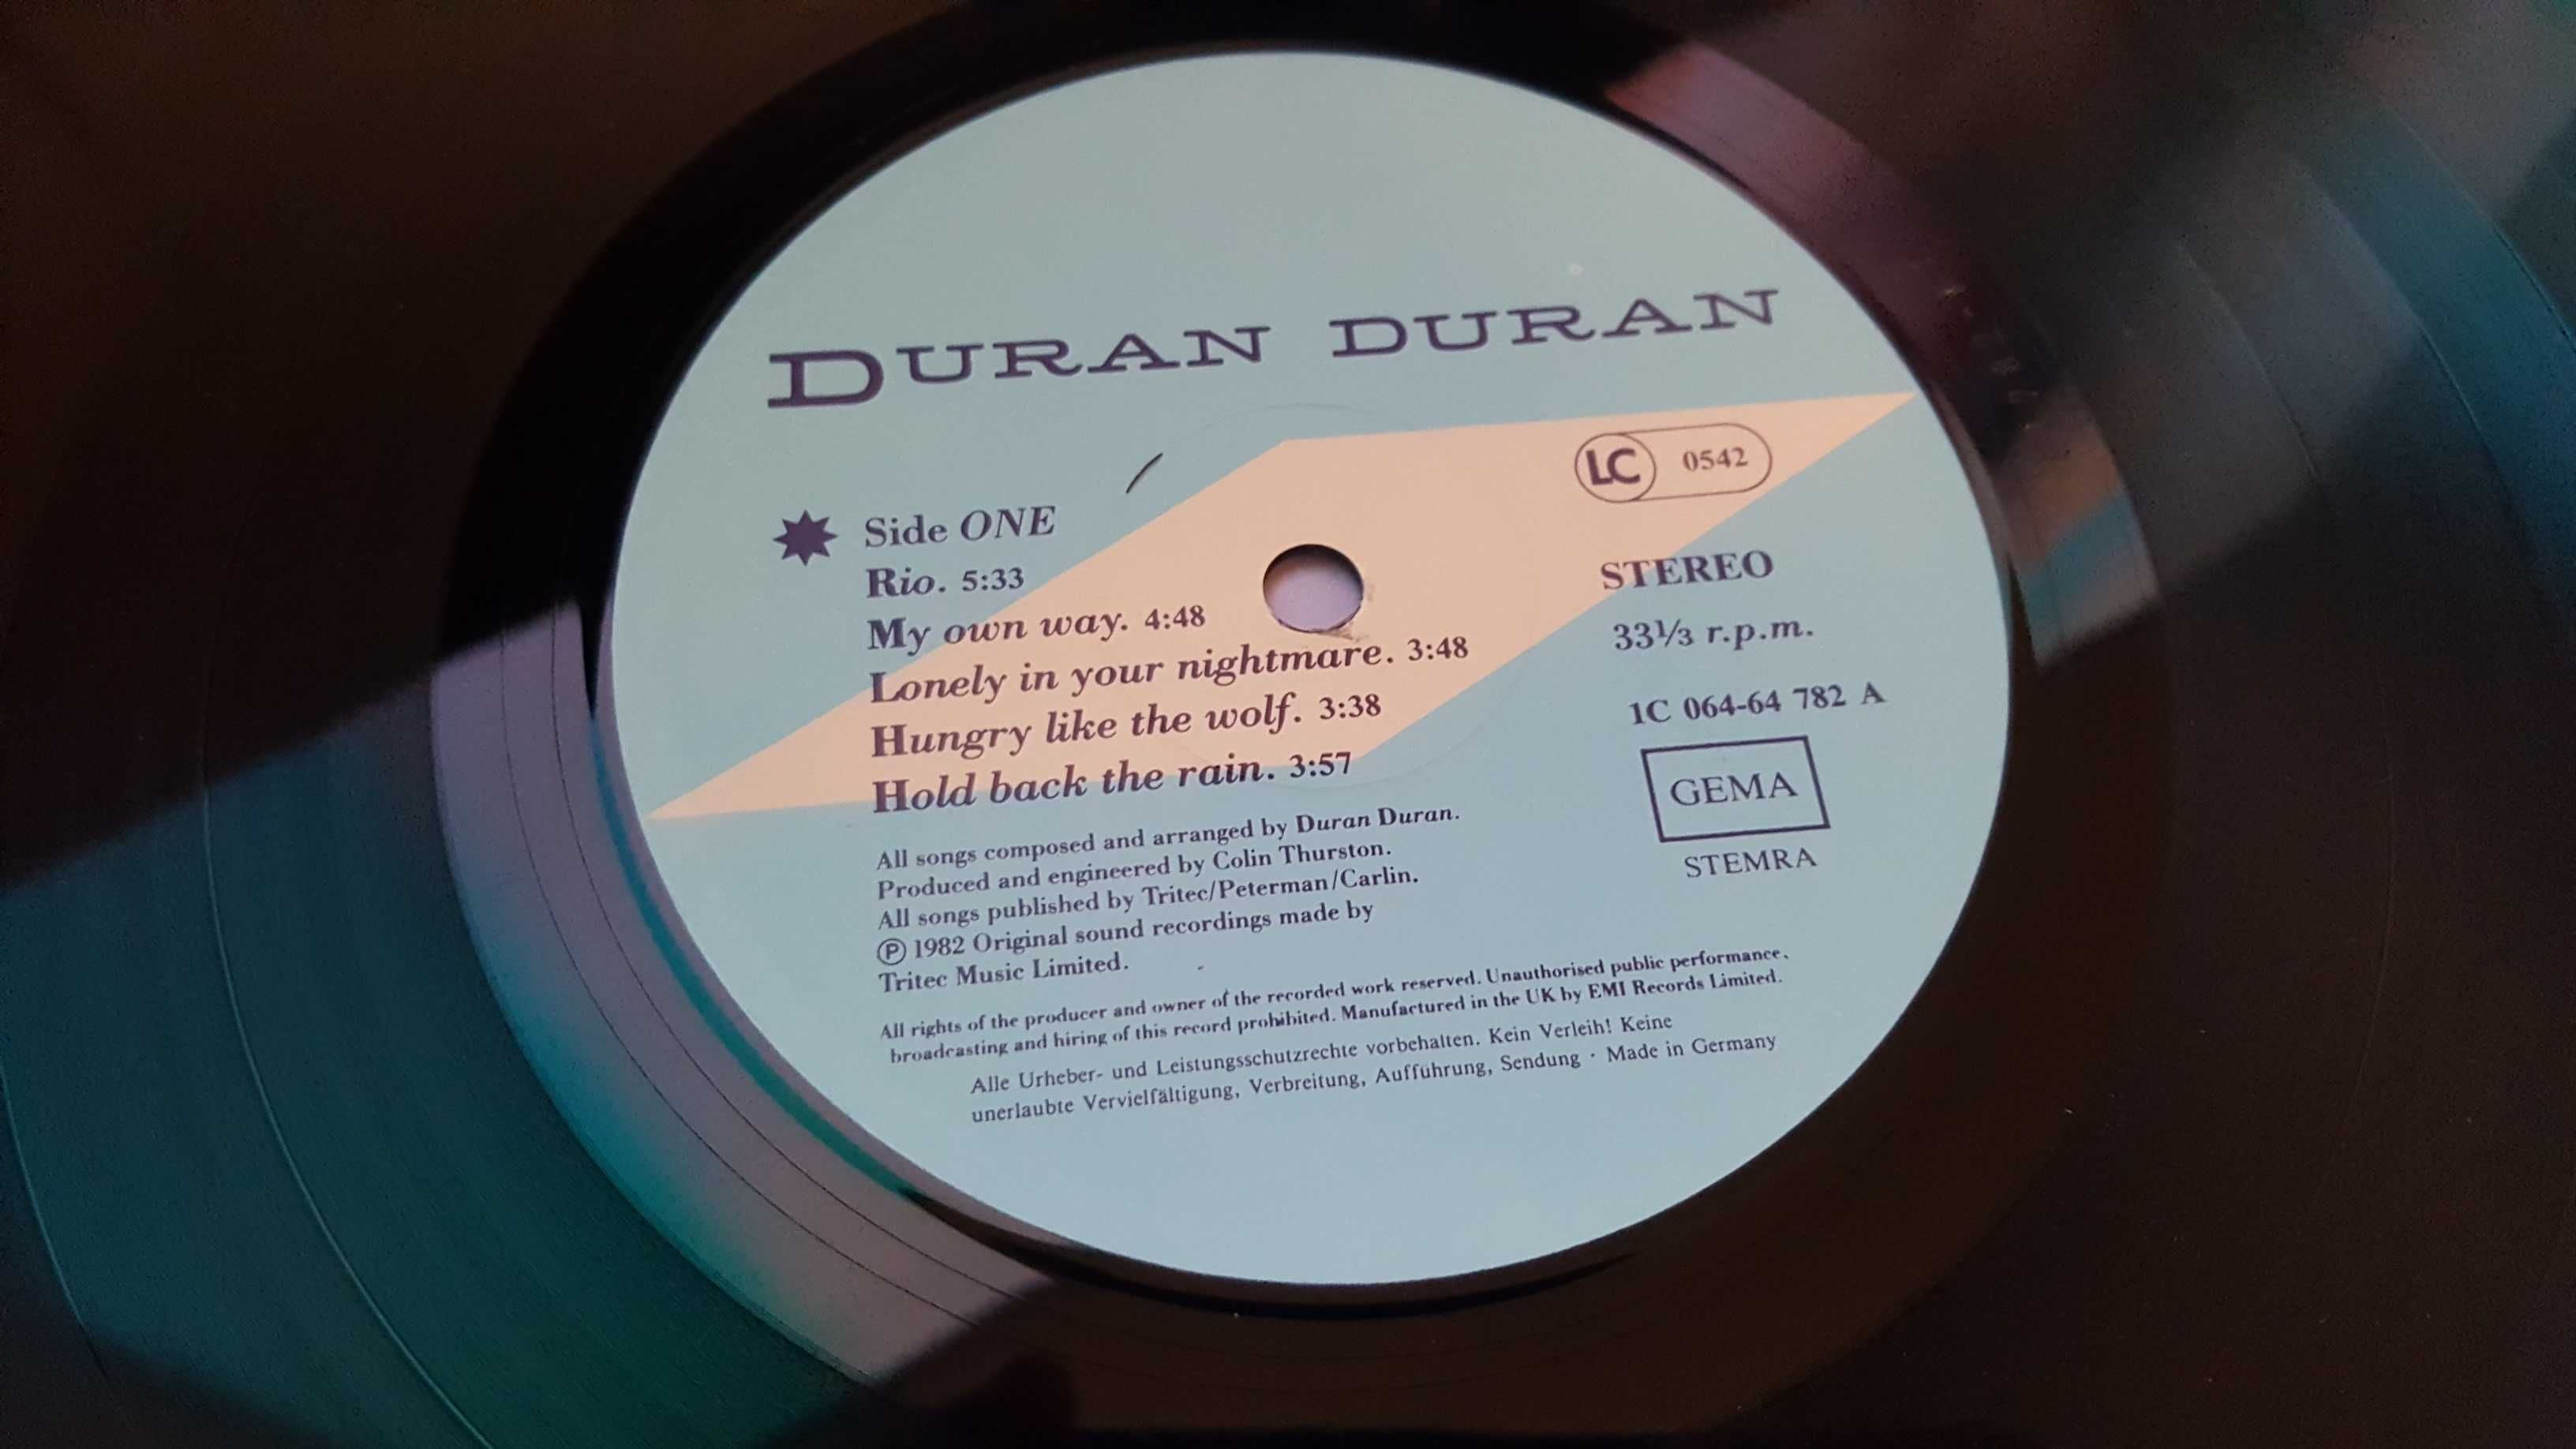 DURAN DURAN
LC 0542
Side ONE
Rio. 5:33
My own way. 4:48
Lonely in your nightmare. 3:48
Hungry like the wolf. 3:38
Hold back the rain. 3:57
STEREO
33⅓ r.p.m.
1C 064-64 782 A
GEMA
STEMRA
All songs composed and arranged by Duran Duran.
Produced and engineered by Colin Thurston.
All songs published by Tritec/Peterman/Carlin.
Ⓟ 1982 Original sound recordings made by
Tritec Music Limited.
All rights of the producer and owner of the recorded work reserved. Unauthorised public performance,
broadcasting and hiring of this record prohibited. Manufactured in the UK by EMI Records Limited.
Alle Urheber- und Leistungsschutzrechte vorbehalten. Kein Verleih! Keine
unerlaubte Vervielfältigung, Verbreitung, Aufführung, Sendung · Made in Germany